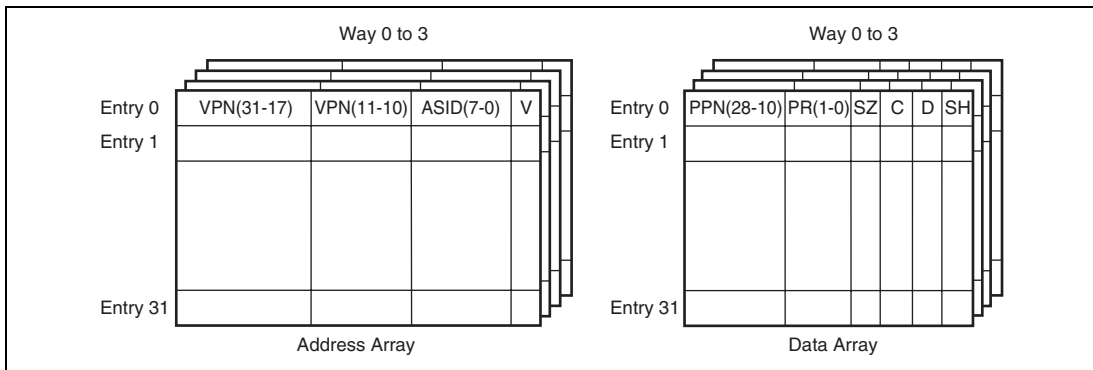 Way 0 to 3
Entry 0 VPN(31-17) VPN(11-10) ASID(7-0) V
Entry 1
Entry 31
Address Array
Way 0 to 3
Entry 0 PPN(28-10) PR(1-0) SZ C D SH
Entry 1
Entry 31
Data Array